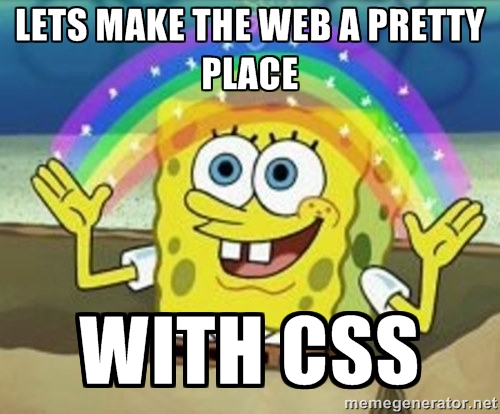 LETS MAKE THE WEB A PRETTY
PLACE
WITH CSS
memegenerator.net